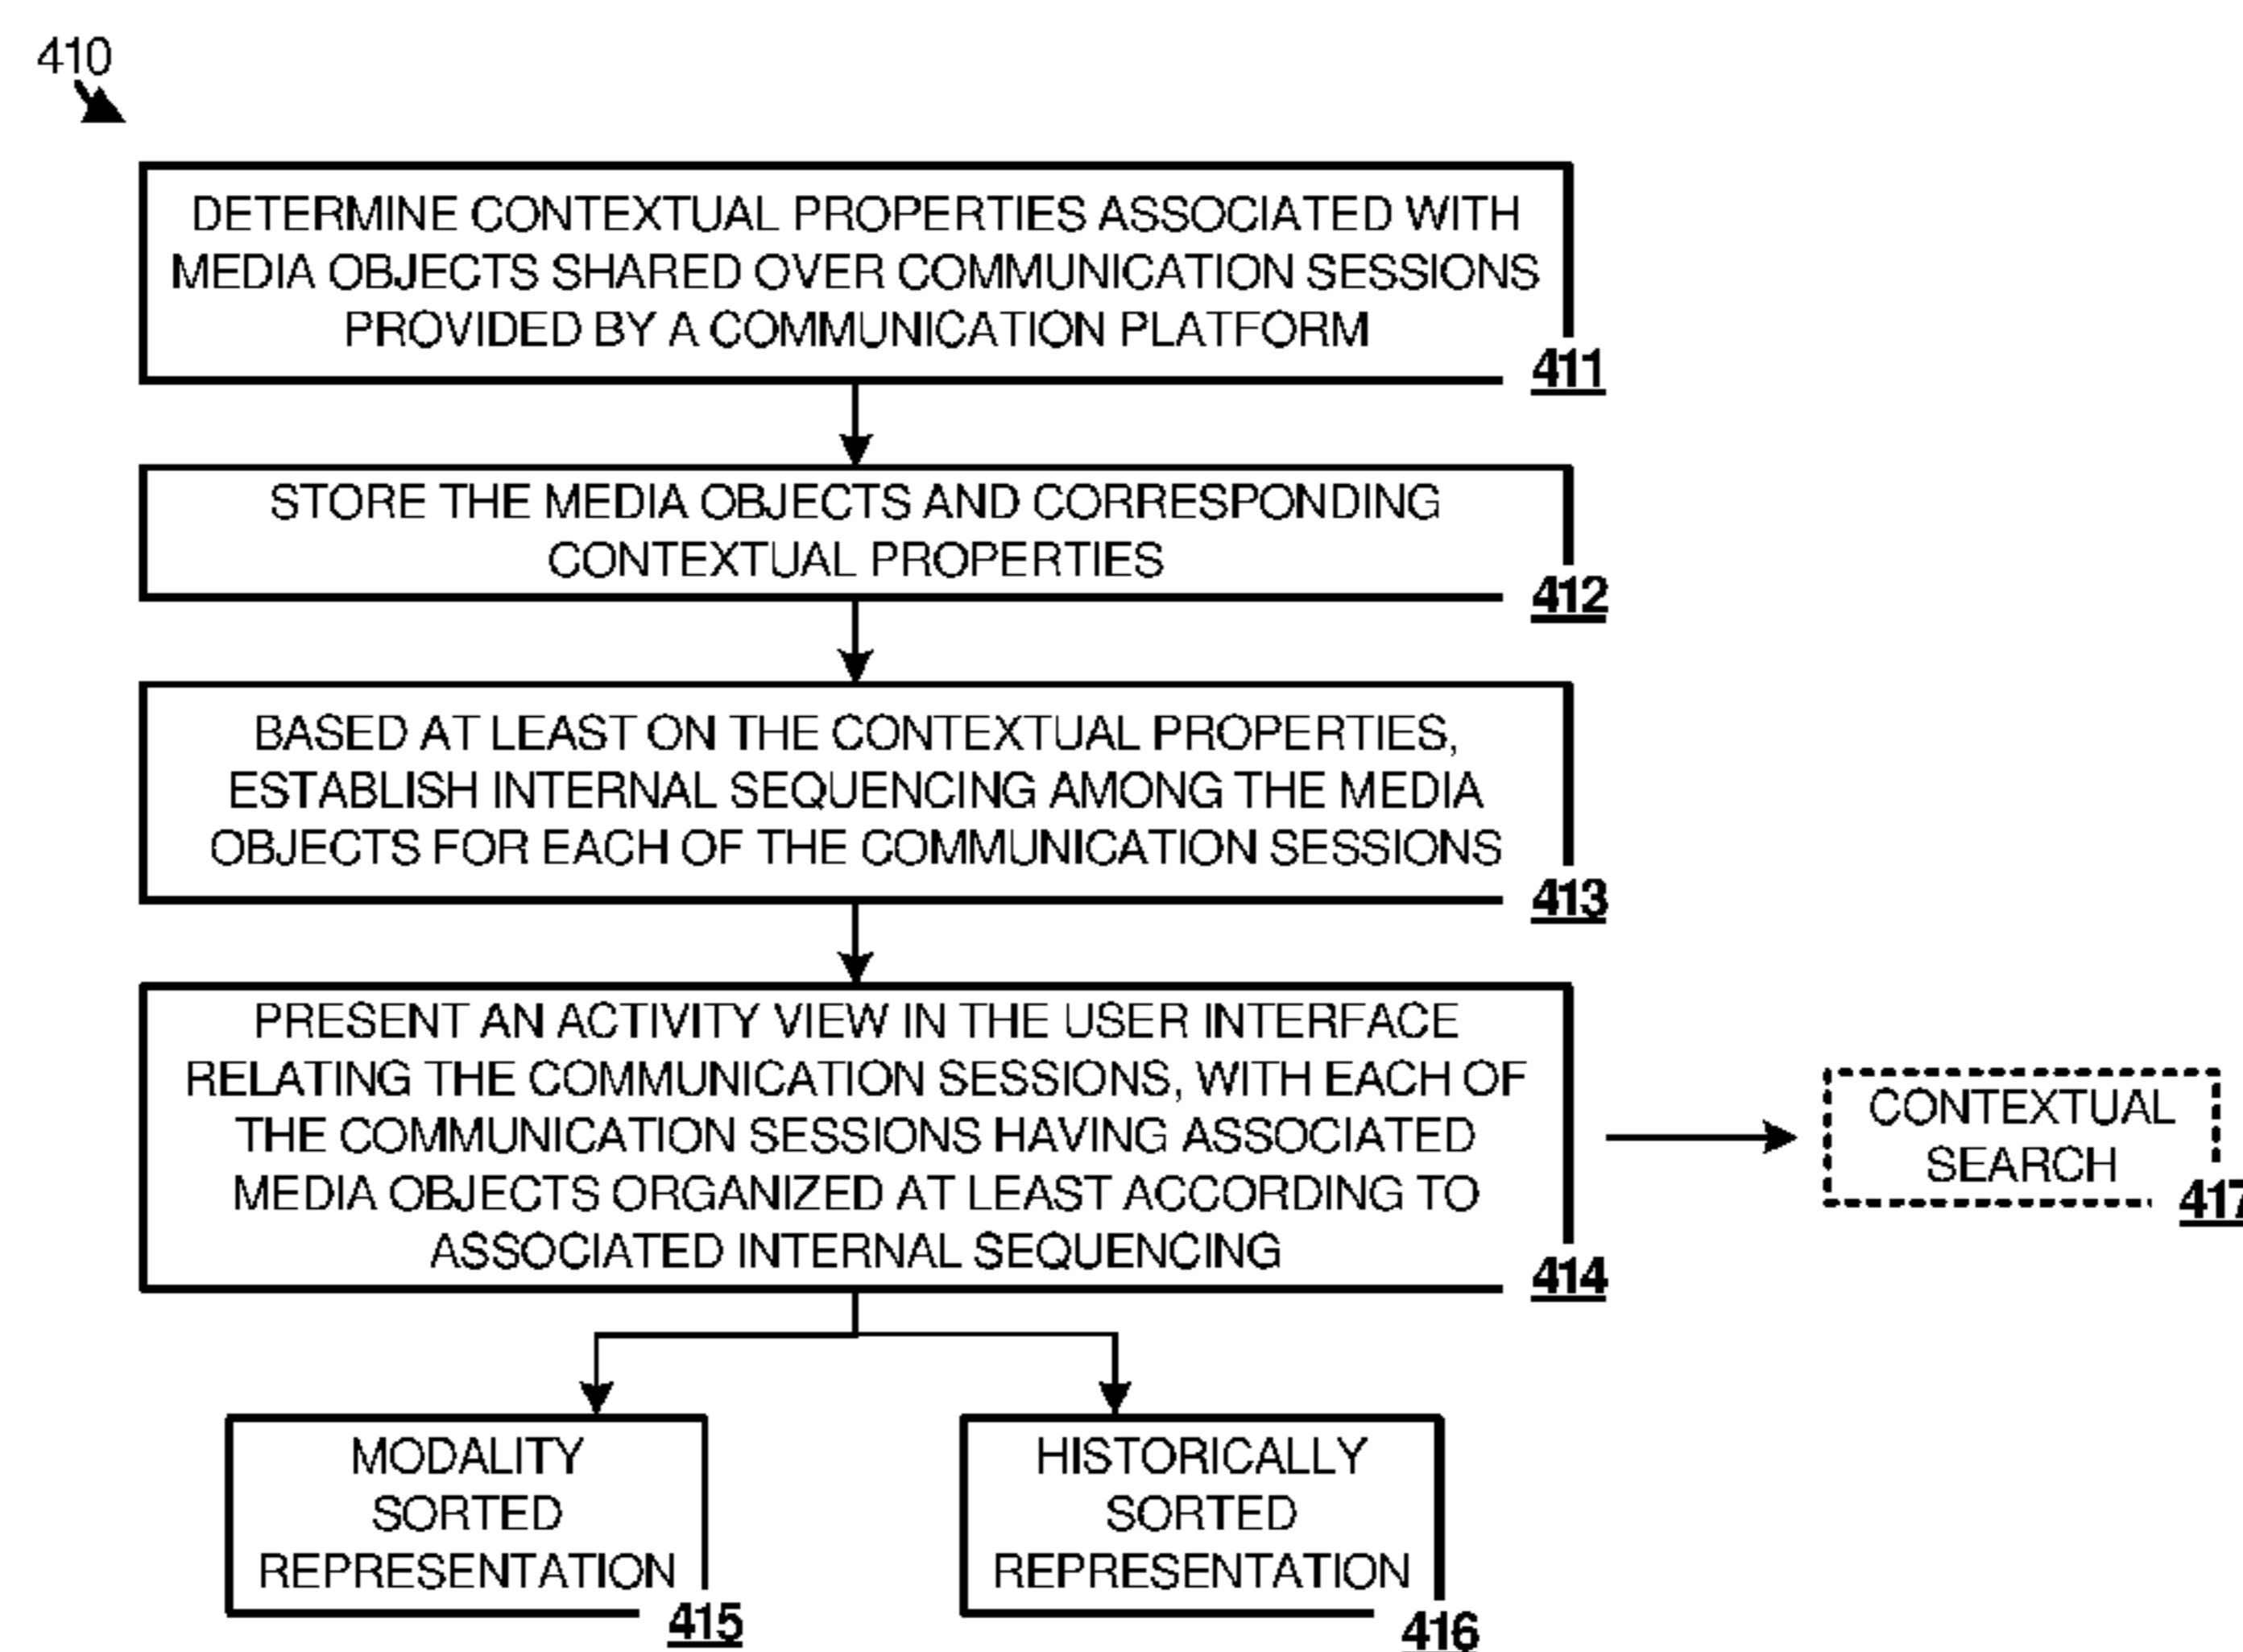 410
DETERMINE CONTEXTUAL PROPERTIES ASSOCIATED WITH
MEDIA OBJECTS SHARED OVER COMMUNICATION SESSIONS
PROVIDED BY A COMMUNICATION PLATFORM
411
STORE THE MEDIA OBJECTS AND CORRESPONDING
CONTEXTUAL PROPERTIES
412
BASED AT LEAST ON THE CONTEXTUAL PROPERTIES,
ESTABLISH INTERNAL SEQUENCING AMONG THE MEDIA
OBJECTS FOR EACH OF THE COMMUNICATION SESSIONS
413
PRESENT AN ACTIVITY VIEW IN THE USER INTERFACE
RELATING THE COMMUNICATION SESSIONS, WITH EACH OF
THE COMMUNICATION SESSIONS HAVING ASSOCIATED
MEDIA OBJECTS ORGANIZED AT LEAST ACCORDING TO
ASSOCIATED INTERNAL SEQUENCING
414
CONTEXTUAL
SEARCH
417
MODALITY
SORTED
REPRESENTATION
415
HISTORICALLY
SORTED
REPRESENTATION
416